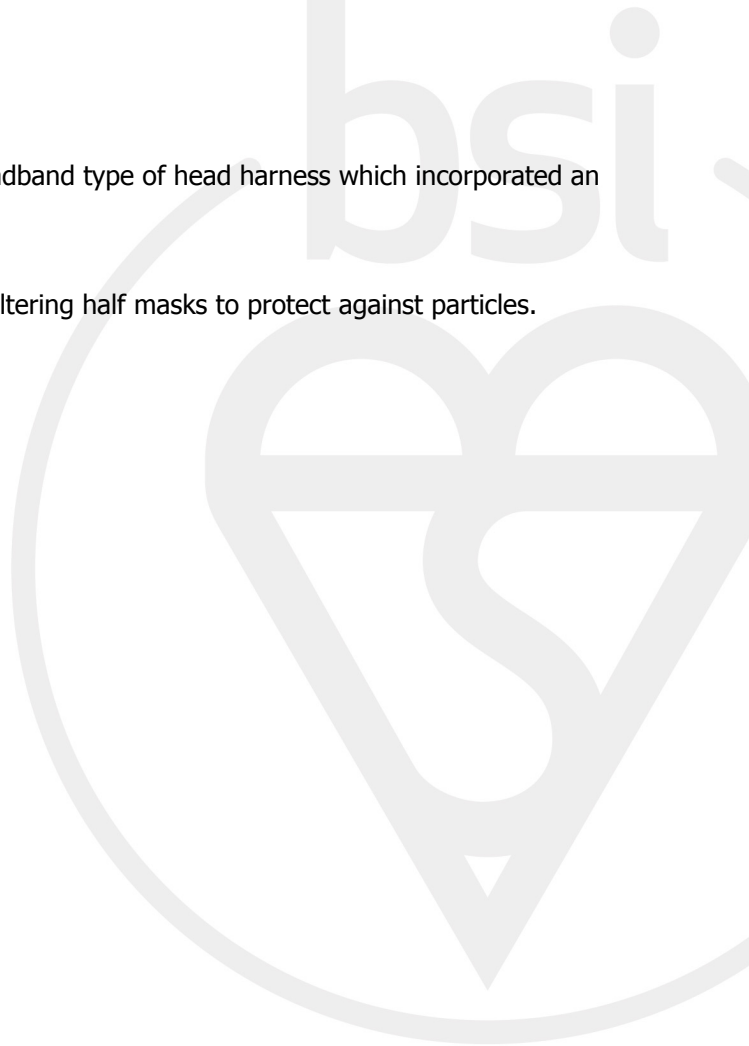 bsi
dband type of head harness which incorporated an
ltering half masks to protect against particles.